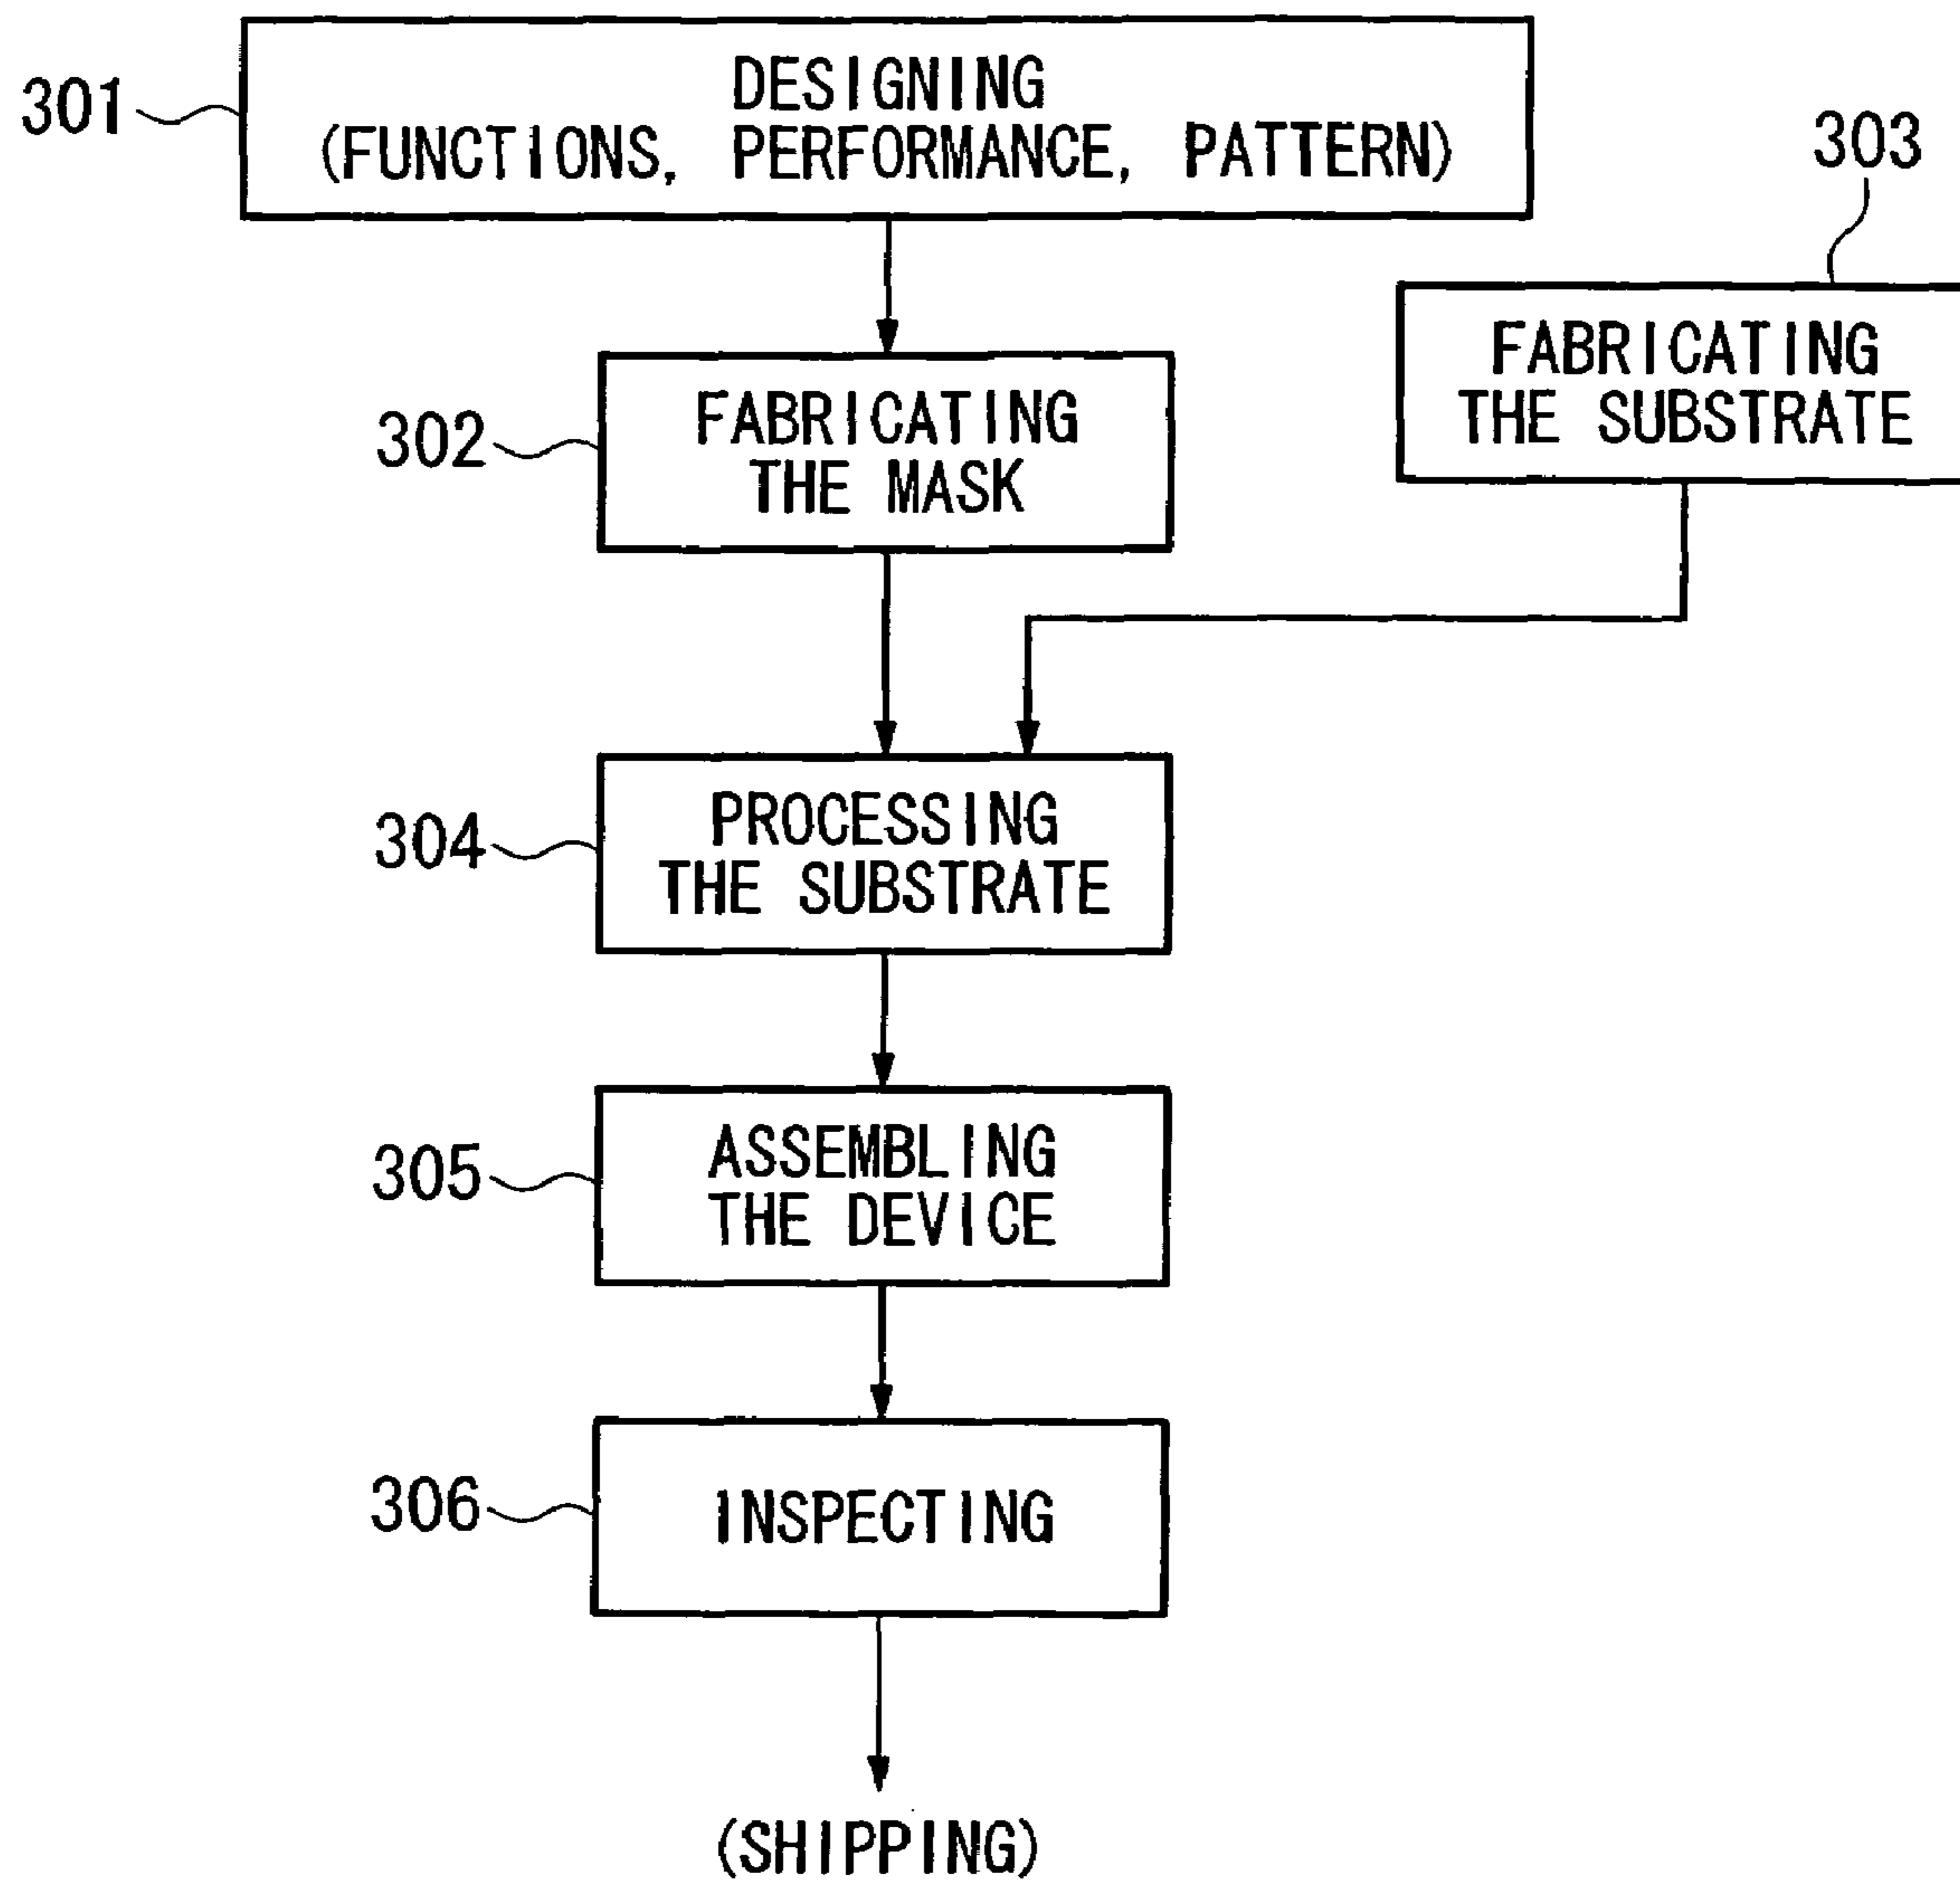 301
DESIGNING
(FUNCTIONS, PERFORMANCE, PATTERN)
303
FABRICATING
THE SUBSTRATE
302
FABRICATING
THE MASK
304
PROCESSING
THE SUBSTRATE
305
ASSEMBLING
THE DEVICE
306
INSPECTING
(SHIPPING)